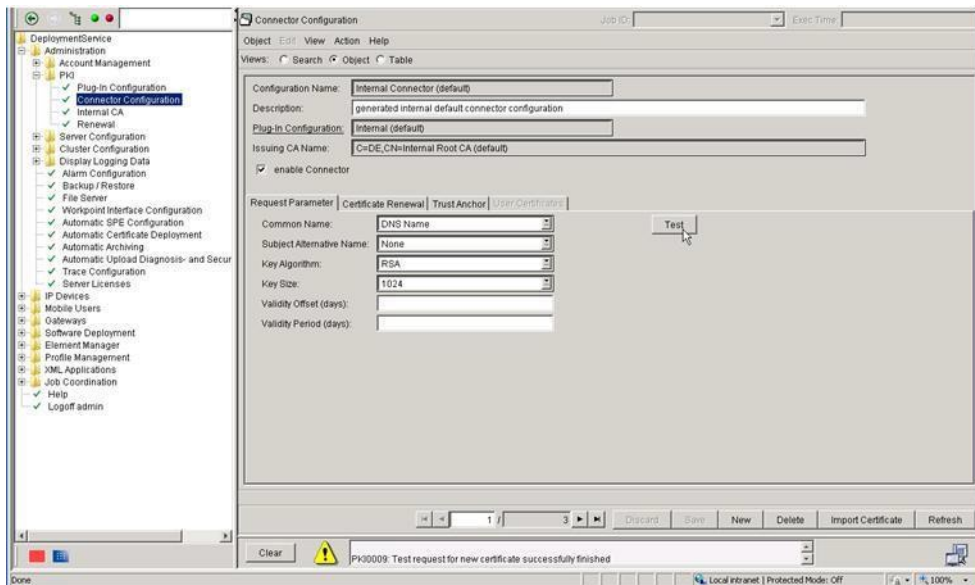 Connector Configuration
Job ID:
Exec Time:
DeploymentService
Administration
Account Management
PKI
Plug-In Configuration
Connector Configuration
Internal CA
Renewal
Server Configuration
Cluster Configuration
Display Logging Data
Alarm Configuration
Backup / Restore
File Server
Workpoint Interface Configuration
Automatic SPE Configuration
Automatic Certificate Deployment
Automatic Archiving
Automatic Upload Diagnosis- and Secur
Trace Configuration
Server Licenses
IP Devices
Mobile Users
Gateways
Software Deployment
Element Manager
Profile Management
XML Applications
Job Coordination
Help
Logoff admin
Object Edit View Action Help
Views: Search Object Table
Configuration Name: Internal Connector (default)
Description: generated internal default connector configuration
Plug-In Configuration: Internal (default)
Issuing CA Name: C=DE,CN=Internal Root CA (default)
enable Connector
Request Parameter Certificate Renewal Trust Anchor User Certificates
Common Name: DNS Name
Test
Subject Alternative Name: None
Key Algorithm: RSA
Key Size: 1024
Validity Offset (days):
Validity Period (days):
1 / 3 Discard Save New Delete Import Certificate Refresh
Clear
PKI0009: Test request for new certificate successfully finished
Done
Local intranet | Protected Mode: Off
100%